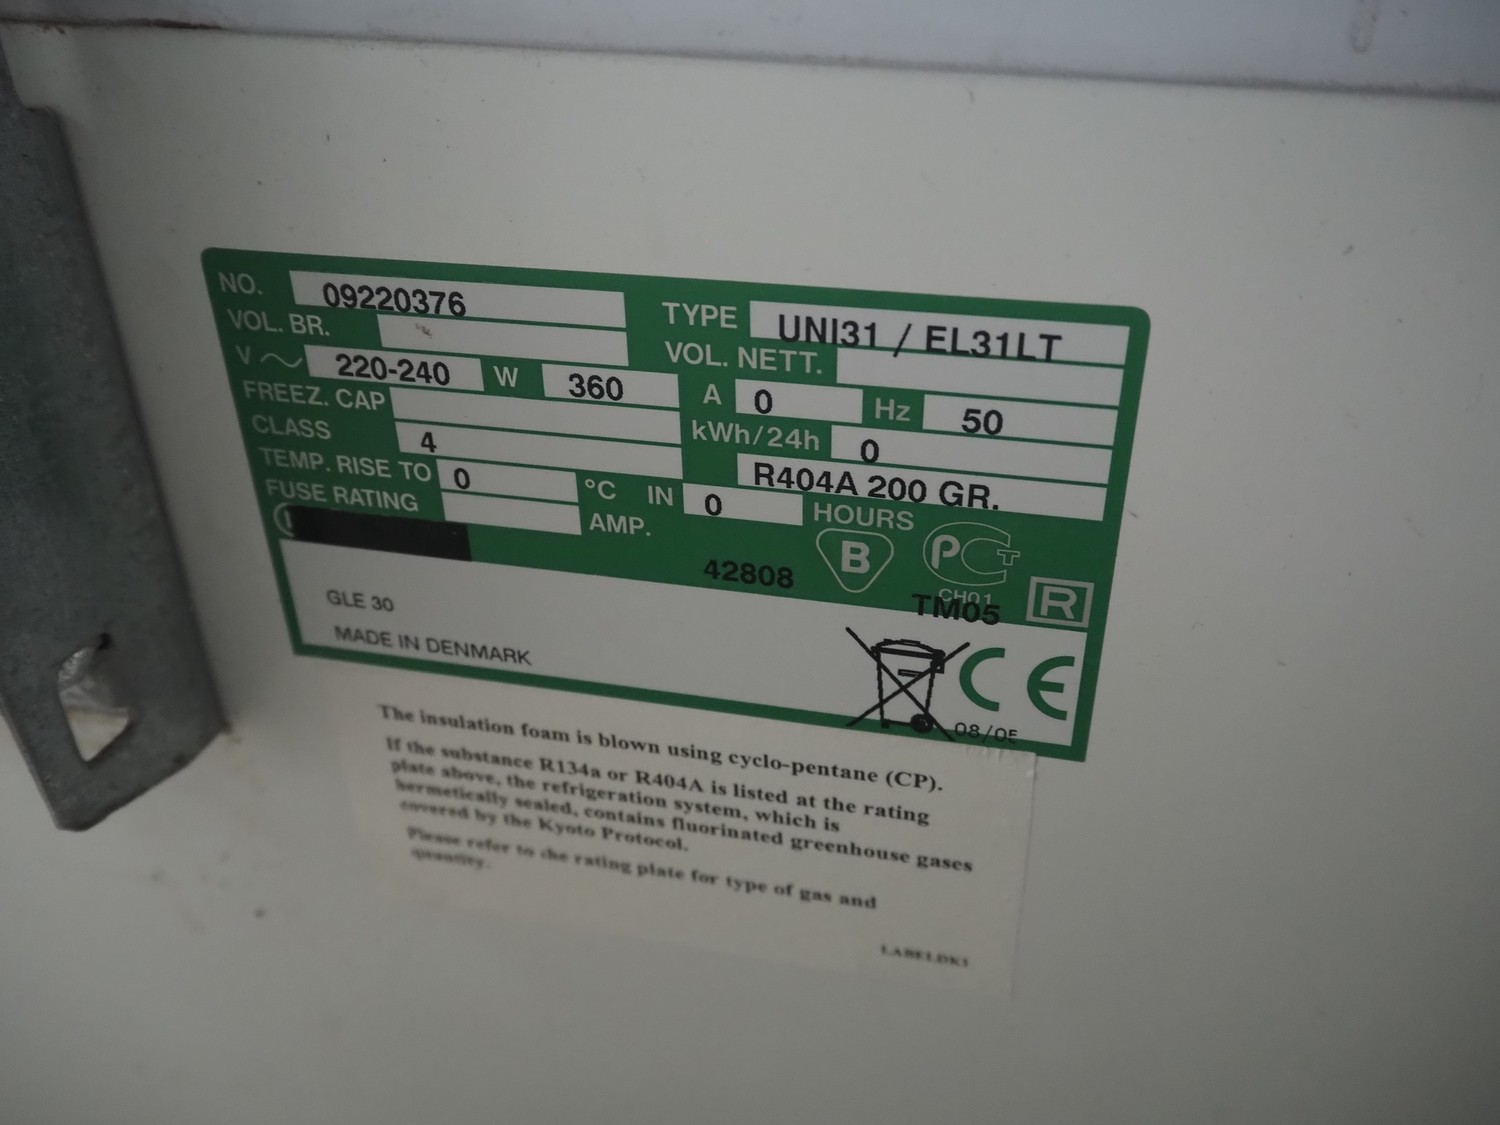 NO. 09220376
TYPE UNI31 / EL31LT
VOL. BR.
VOL. NETT.
V 220-240 W 360 A 0 Hz 50
FREEZ. CAP
kWh/24h 0
CLASS 4
R404A 200 GR.
TEMP. RISE TO 0 °C IN 0 HOURS
FUSE RATING AMP.
42808 B PCT
CH01
TM05 R
GLE 30
MADE IN DENMARK
CE
08/05
The insulation foam is blown using cyclo-pentane (CP).
If the substance R134a or R404A is listed at the rating
plate above, the refrigeration system, which is
hermetically sealed, contains fluorinated greenhouse gases
covered by the Kyoto Protocol.
Please refer to the rating plate for type of gas and
quantity.
LABELDK1